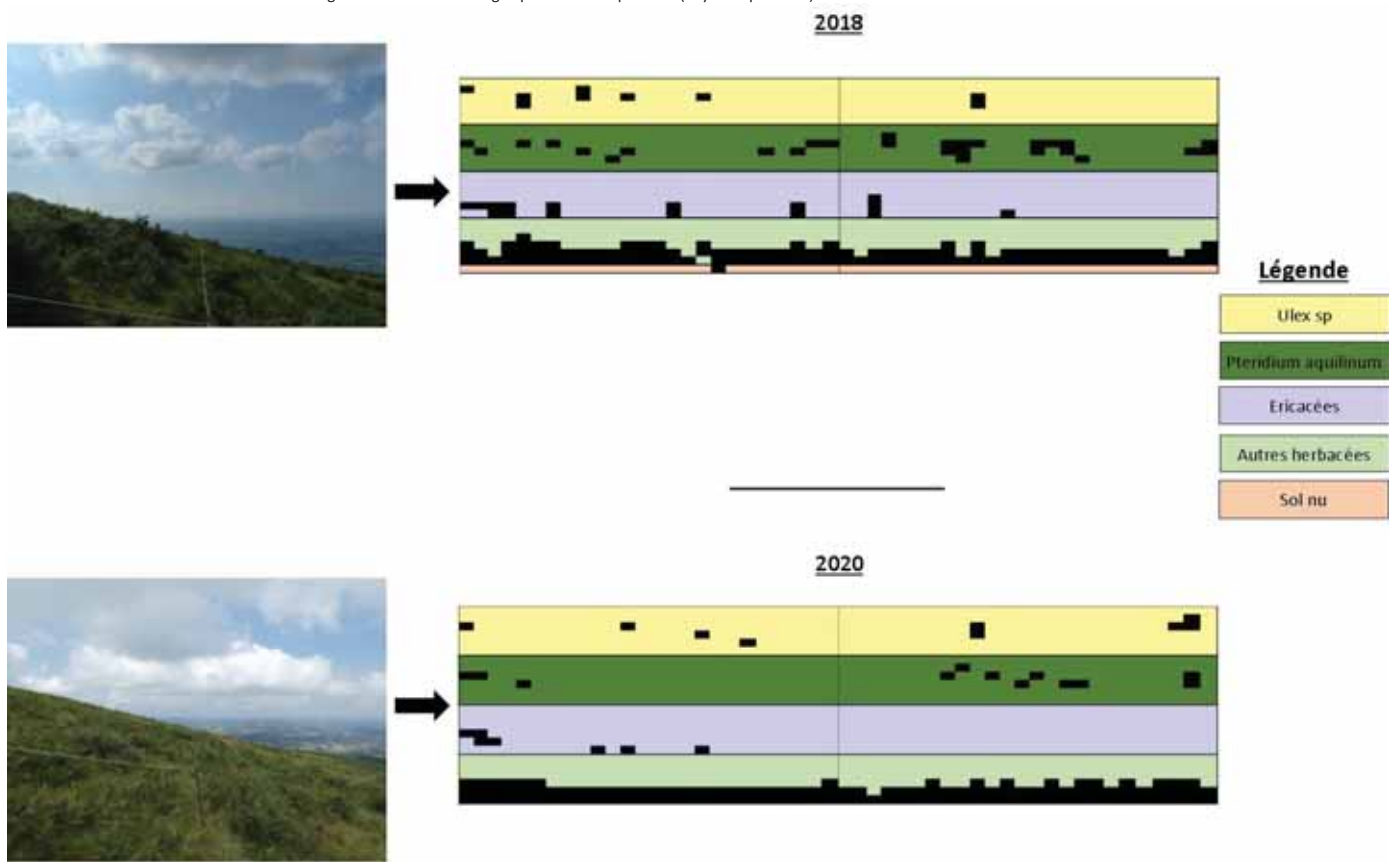 2018
Légende
Ulex sp
Pteridium aquilinum
Ericacées
Autres herbacées
Sol nu
2020